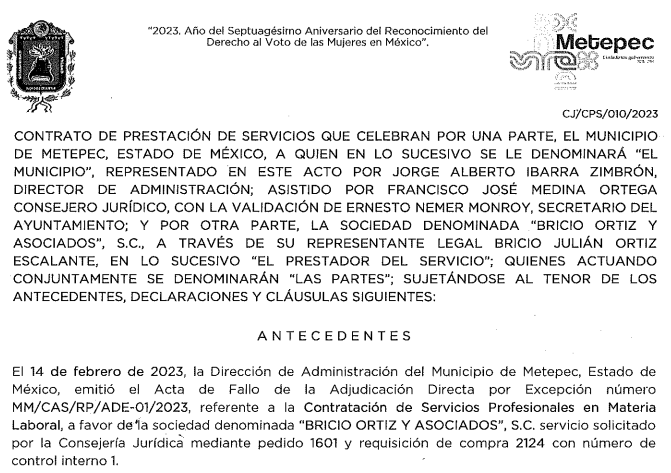 "2023. Año del Septuagésimo Aniversario del Reconocimiento del
Derecho al Voto de las Mujeres en México".
Metepec
CJ/CPS/010/2023
CONTRATO DE PRESTACIÓN DE SERVICIOS QUE CELEBRAN POR UNA PARTE, EL MUNICIPIO
DE METEPEC, ESTADO DE MÉXICO, A QUIEN EN LO SUCESIVO SE LE DENOMINARÁ "EL
MUNICIPIO", REPRESENTADO EN ESTE ACTO POR JORGE ALBERTO IBARRA ZIMBRÓN,
DIRECTOR DE ADMINISTRACIÓN; ASISTIDO POR FRANCISCO JOSÉ MEDINA ORTEGA
CONSEJERO JURÍDICO, CON LA VALIDACIÓN DE ERNESTO NEMER MONROY, SECRETARIO DEL
AYUNTAMIENTO; Y POR OTRA PARTE, LA SOCIEDAD DENOMINADA "BRICIO ORTIZ Y
ASOCIADOS", S.C., A TRAVÉS DE SU REPRESENTANTE LEGAL BRICIO JULIÁN ORTIZ
ESCALANTE, EN LO SUCESIVO "EL PRESTADOR DEL SERVICIO"; QUIENES ACTUANDO
CONJUNTAMENTE SE DENOMINARÁN "LAS PARTES"; SUJETÁNDOSE AL TENOR DE LOS
ANTECEDENTES, DECLARACIONES Y CLÁUSULAS SIGUIENTES:
ANTECEDENTES
El 14 de febrero de 2023, la Dirección de Administración del Municipio de Metepec, Estado de
México, emitió el Acta de Fallo de la Adjudicación Directa por Excepción número
MM/CAS/RP/ADE-01/2023, referente a la Contratación de Servicios Profesionales en Materia
Laboral, a favor de la sociedad denominada "BRICIO ORTIZ Y ASOCIADOS", S.C. servicio solicitado
por la Consejería Jurídica mediante pedido 1601 y requisición de compra 2124 con número de
control interno 1.